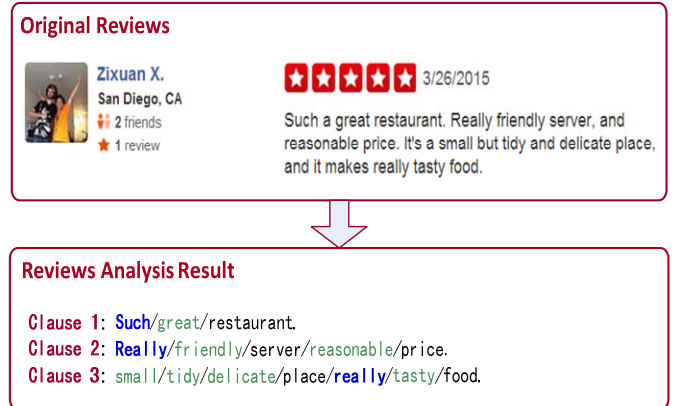 Original Reviews
Zixuan X.
San Diego, CA
2 friends
1 review
3/26/2015
Such a great restaurant. Really friendly server, and
reasonable price. It's a small but tidy and delicate place,
and it makes really tasty food.
Reviews Analysis Result
Clause 1: Such/great/restaurant.
Clause 2: Really/friendly/server/reasonable/price.
Clause 3: small/tidy/delicate/place/really/tasty/food.